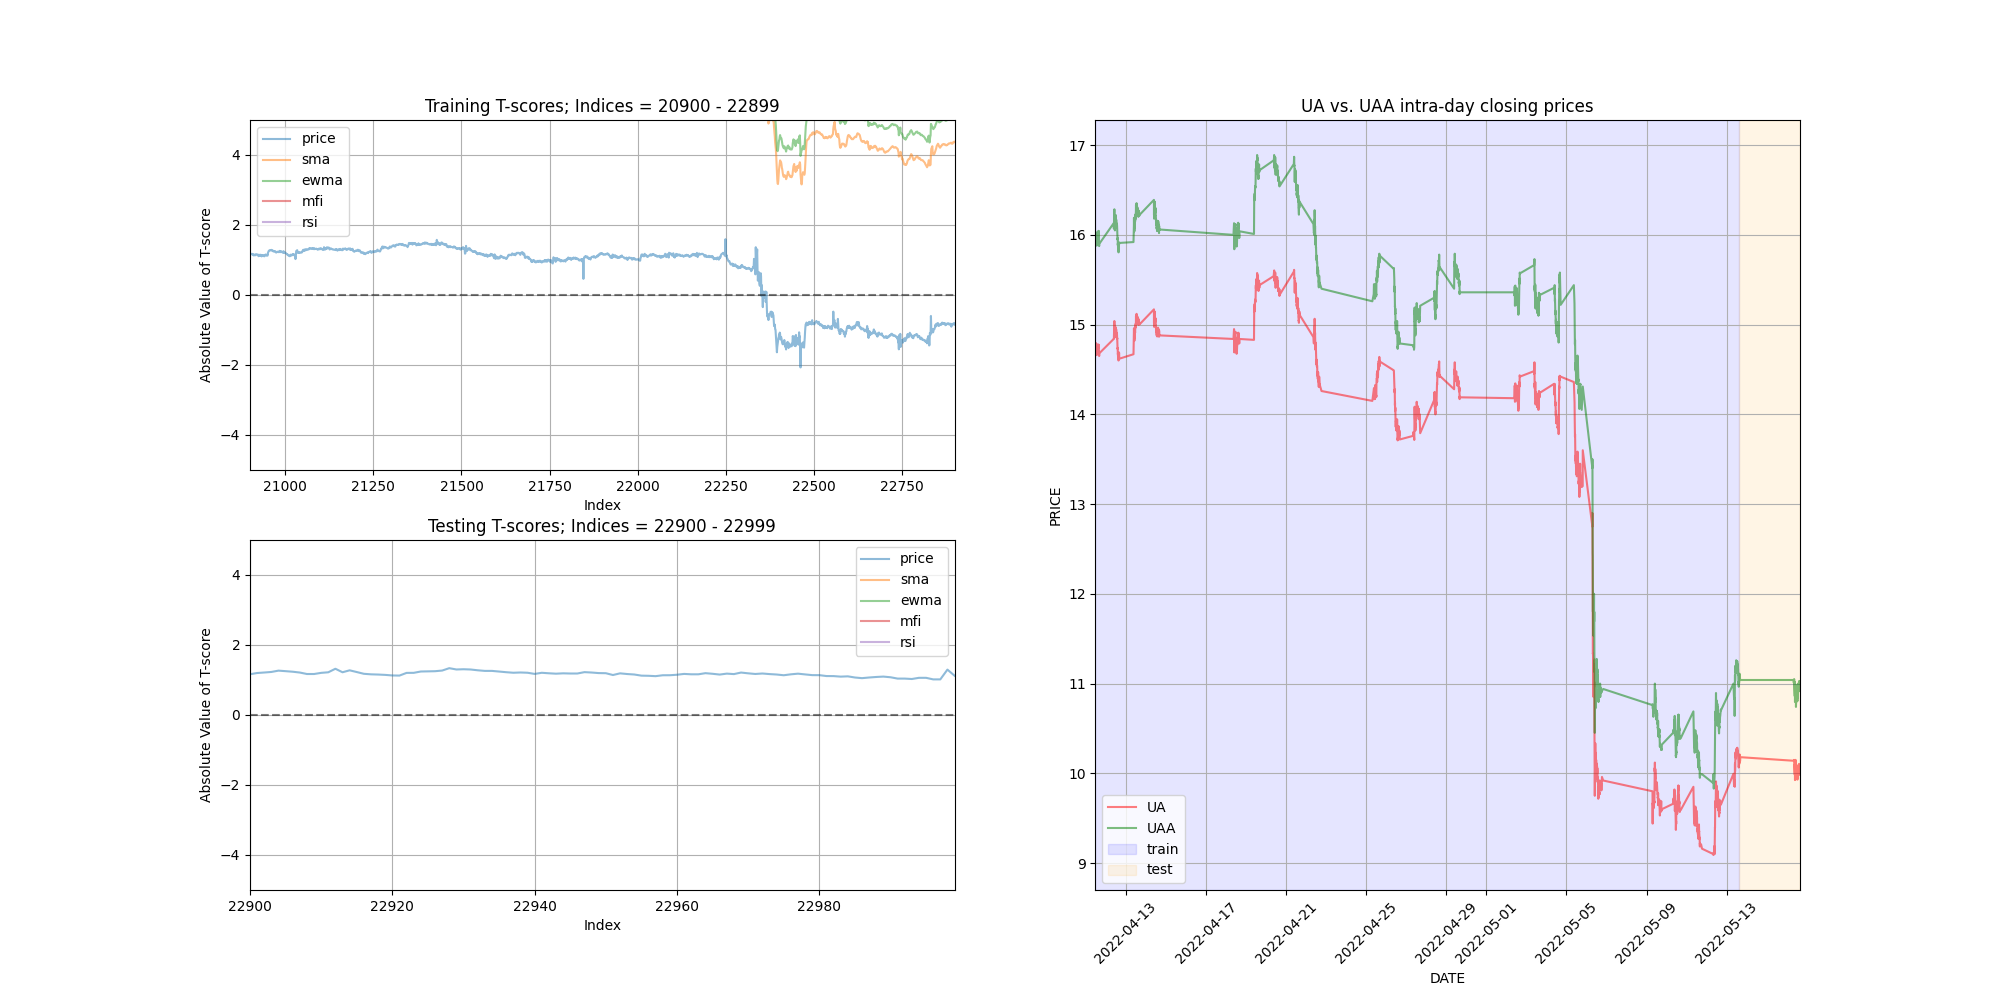 Training T-scores; Indices = 20900 - 22899
Absolute Value of T-score
4
2
0
−2
−4
price
sma
ewma
mfi
rsi
21000 21250 21500 21750 22000 22250 22500 22750
Index
Testing T-scores; Indices = 22900 - 22999
Absolute Value of T-score
4
2
0
−2
−4
price
sma
ewma
mfi
rsi
22900 22920 22940 22960 22980
Index
UA vs. UAA intra-day closing prices
PRICE
17
16
15
14
13
12
11
10
9
UA
UAA
train
test
2022-04-13 2022-04-17 2022-04-21 2022-04-25 2022-04-29 2022-05-01 2022-05-05 2022-05-09 2022-05-13
DATE